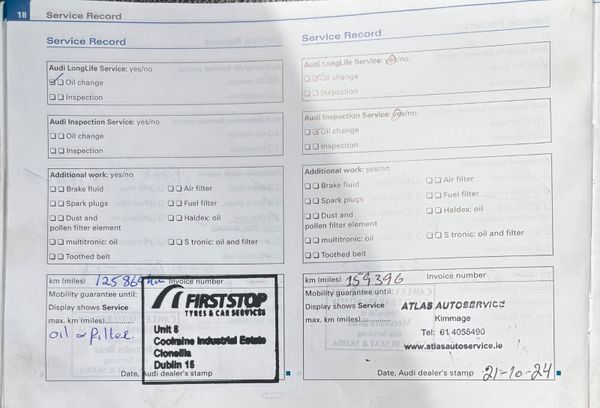 18 Service Record
Service Record
Audi LongLife Service: yes/no
Oil change
Inspection
Audi Inspection Service: yes/no
Oil change
Inspection
Additional work: yes/no
Brake fluid
Air filter
Spark plugs
Fuel filter
Dust and
pollen filter element
Haldex: oil
multitronic: oil
S tronic: oil and filter
Toothed belt
km (miles) 125864 km Invoice number
Mobility guarantee until:
Display shows Service
max. km (miles)
oil & filter
FIRSTSTOP
TYRES & CAR SERVICES
Unit 8
Coolmine Industrial Estate
Clonsilla
Dublin 15
Date, Audi dealer's stamp
Service Record
Audi LongLife Service: yes/no
Oil change
Inspection
Audi Inspection Service: yes/no
Oil change
Inspection
Additional work: yes/no
Brake fluid
Air filter
Spark plugs
Fuel filter
Dust and
pollen filter element
Haldex: oil
multitronic: oil
S tronic: oil and filter
Toothed belt
km (miles) 159396 Invoice number
Mobility guarantee until:
Display shows Service
max. km (miles)
ATLAS AUTOSERVICE
Kimmage
Tel: 01 4055490
www.atlasautoservice.ie
Date, Audi dealer's stamp 21-10-24